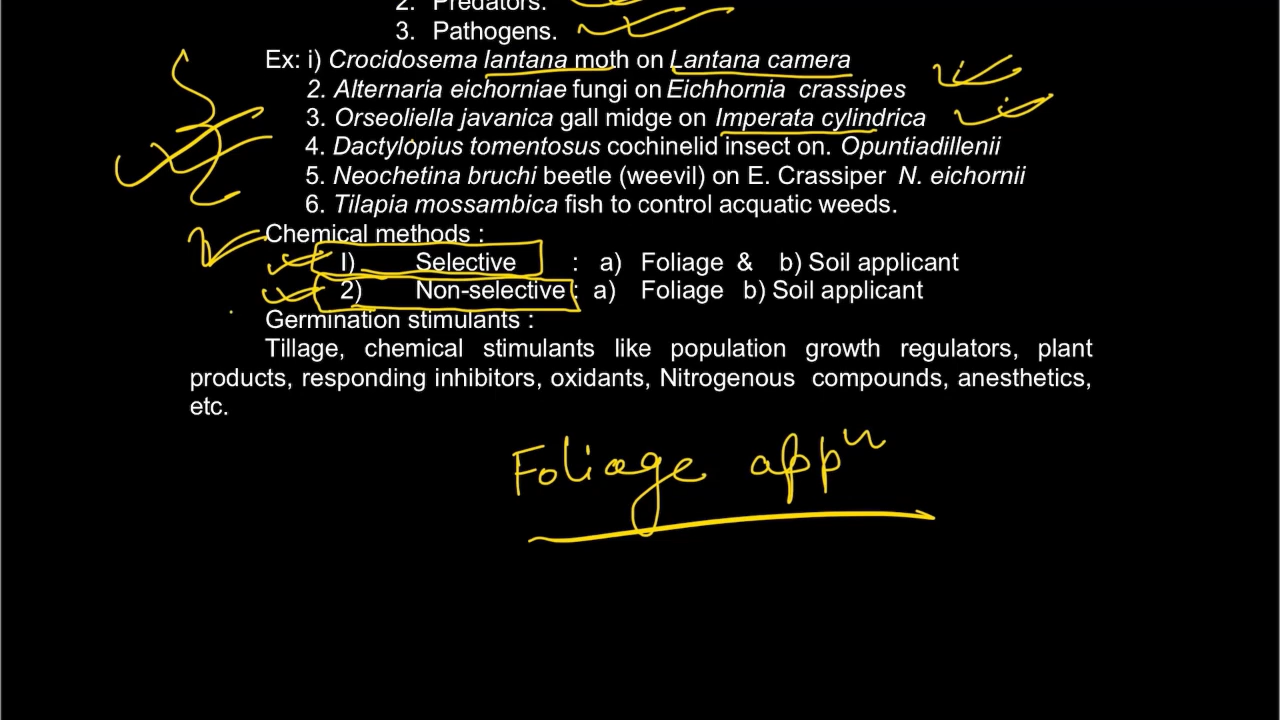 2. Predators.
3. Pathogens.
Ex: i) Crocidosema lantana moth on Lantana camera
2. Alternaria eichorniae fungi on Eichhornia crassipes
3. Orseoliella javanica gall midge on Imperata cylindrica
4. Dactylopius tomentosus cochinelid insect on. Opuntiadillenii
5. Neochetina bruchi beetle (weevil) on E. Crassiper N. eichornii
6. Tilapia mossambica fish to control acquatic weeds.
Chemical methods :
1) Selective : a) Foliage & b) Soil applicant
2) Non-selective : a) Foliage b) Soil applicant
Germination stimulants :
Tillage, chemical stimulants like population growth regulators, plant
products, responding inhibitors, oxidants, Nitrogenous compounds, anesthetics,
etc.
Foliage appn